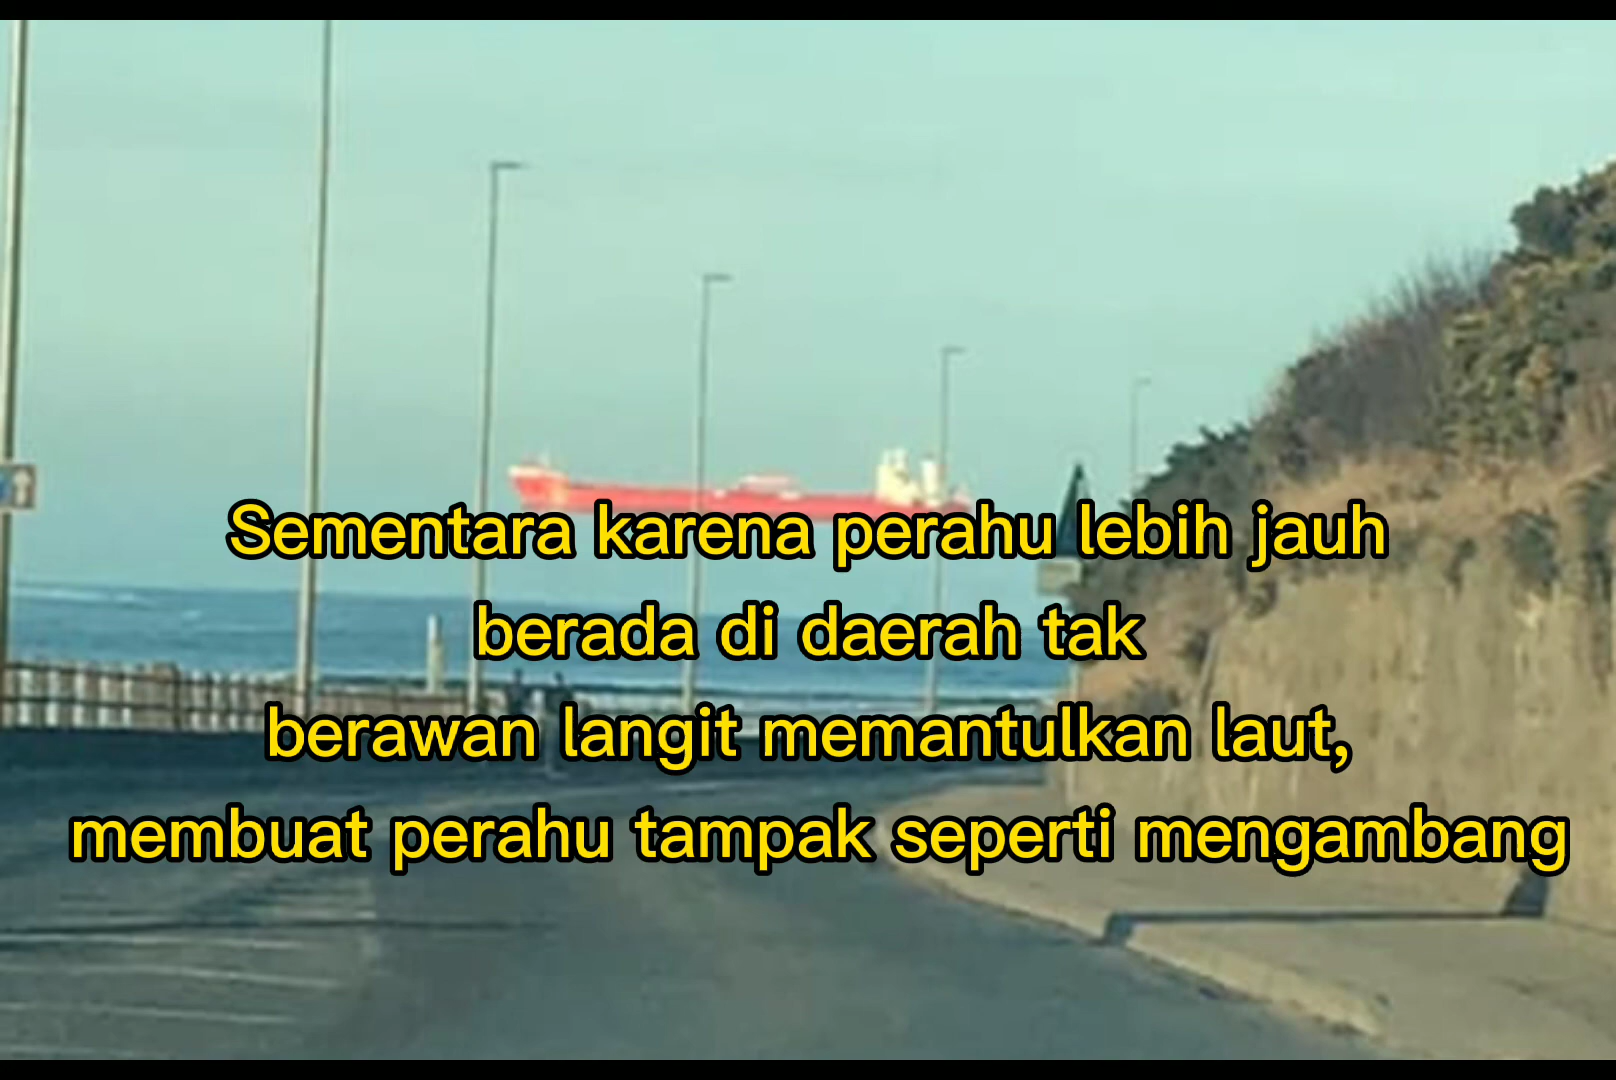 Sementara karena perahu lebih jauh
berada di daerah tak
berawan langit memantulkan laut,
membuat perahu tampak seperti mengambang